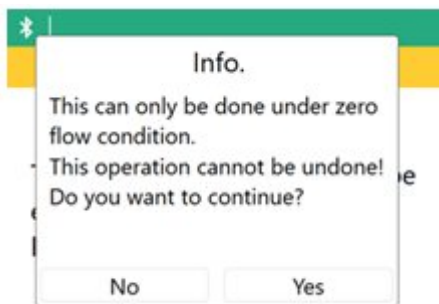 Info.
This can only be done under zero
flow condition.
This operation cannot be undone!
Do you want to continue?
No
Yes